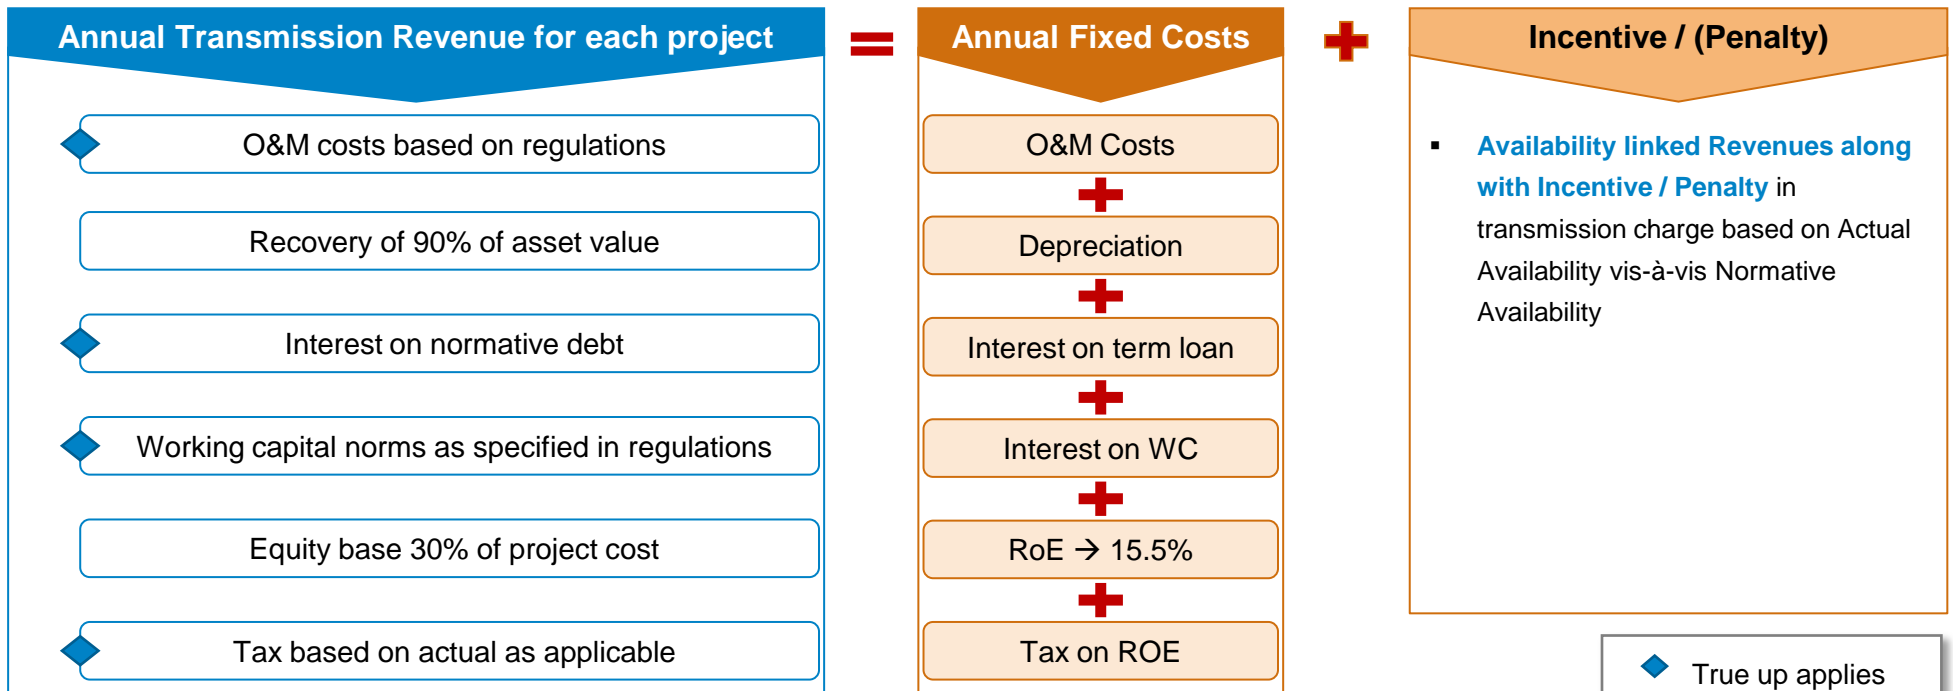 Annual Transmission Revenue for each project
O&M costs based on regulations
Recovery of 90% of asset value
Interest on normative debt
Working capital norms as specified in regulations
Equity base 30% of project cost
Tax based on actual as applicable
=
Annual Fixed Costs
O&M Costs
+
Depreciation
+
Interest on term loan
+
Interest on WC
+
RoE → 15.5%
+
Tax on ROE
+
Incentive / (Penalty)
▪ Availability linked Revenues along
with Incentive / Penalty in
transmission charge based on Actual
Availability vis-à-vis Normative
Availability
True up applies